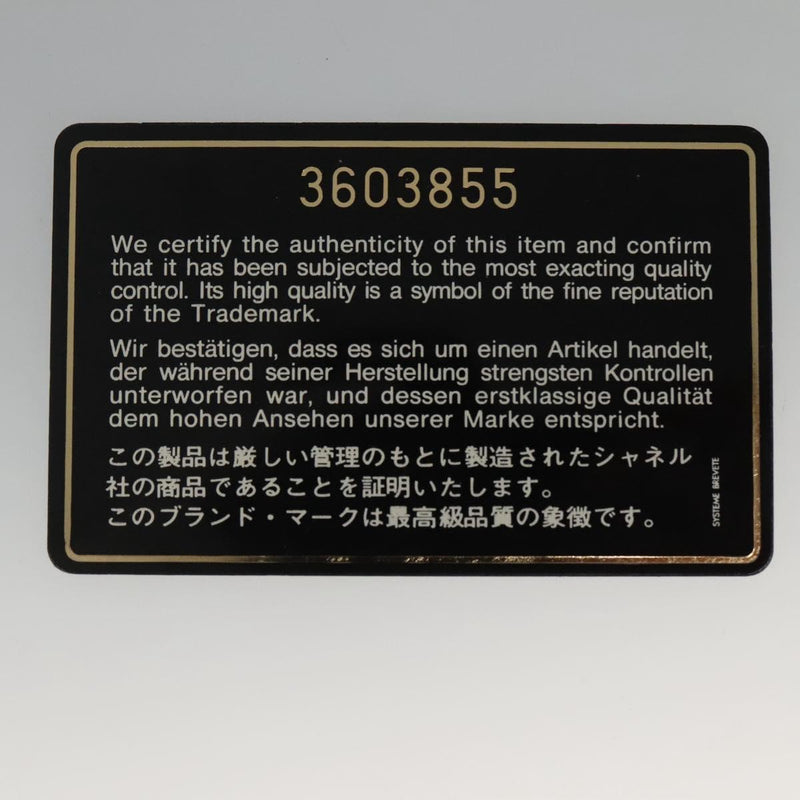 3603855
We certify the authenticity of this item and confirm
that it has been subjected to the most exacting quality
control. Its high quality is a symbol of the fine reputation
of the Trademark.
Wir bestätigen, dass es sich um einen Artikel handelt,
der während seiner Herstellung strengsten Kontrollen
unterworfen war, und dessen erstklassige Qualität
dem hohen Ansehen unserer Marke entspricht.
この製品は厳しい管理のもとに製造されたシャネル
社の商品であることを証明いたします。
このブランド・マークは最高級品質の象徴です。
SYSTEME BREVETE